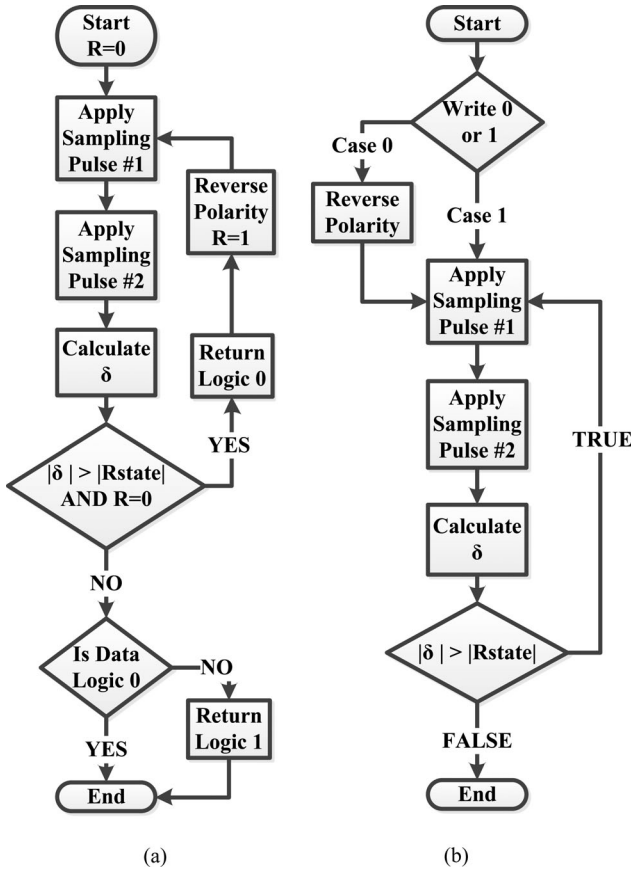 Start
R=0
Apply
Sampling
Pulse #1
Apply
Sampling
Pulse #2
Calculate
δ
|δ | > |Rstate|
AND R=0
YES
Return
Logic 0
Reverse
Polarity
R=1
NO
Is Data
Logic 0
NO
Return
Logic 1
YES
End
(a)
Start
Write 0
or 1
Case 0
Reverse
Polarity
Case 1
Apply
Sampling
Pulse #1
Apply
Sampling
Pulse #2
Calculate
δ
|δ | > |Rstate|
TRUE
FALSE
End
(b)